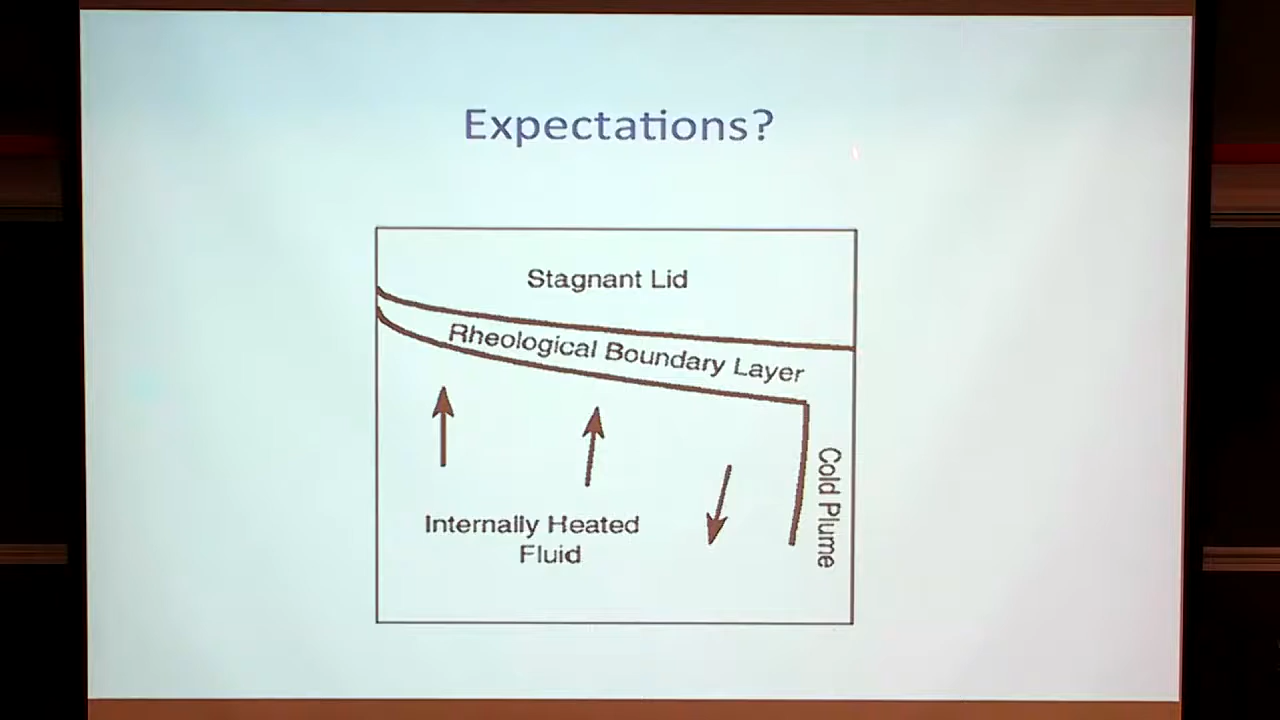 Expectations?
Stagnant Lid
Rheological Boundary Layer
Cold Plume
Internally Heated
Fluid